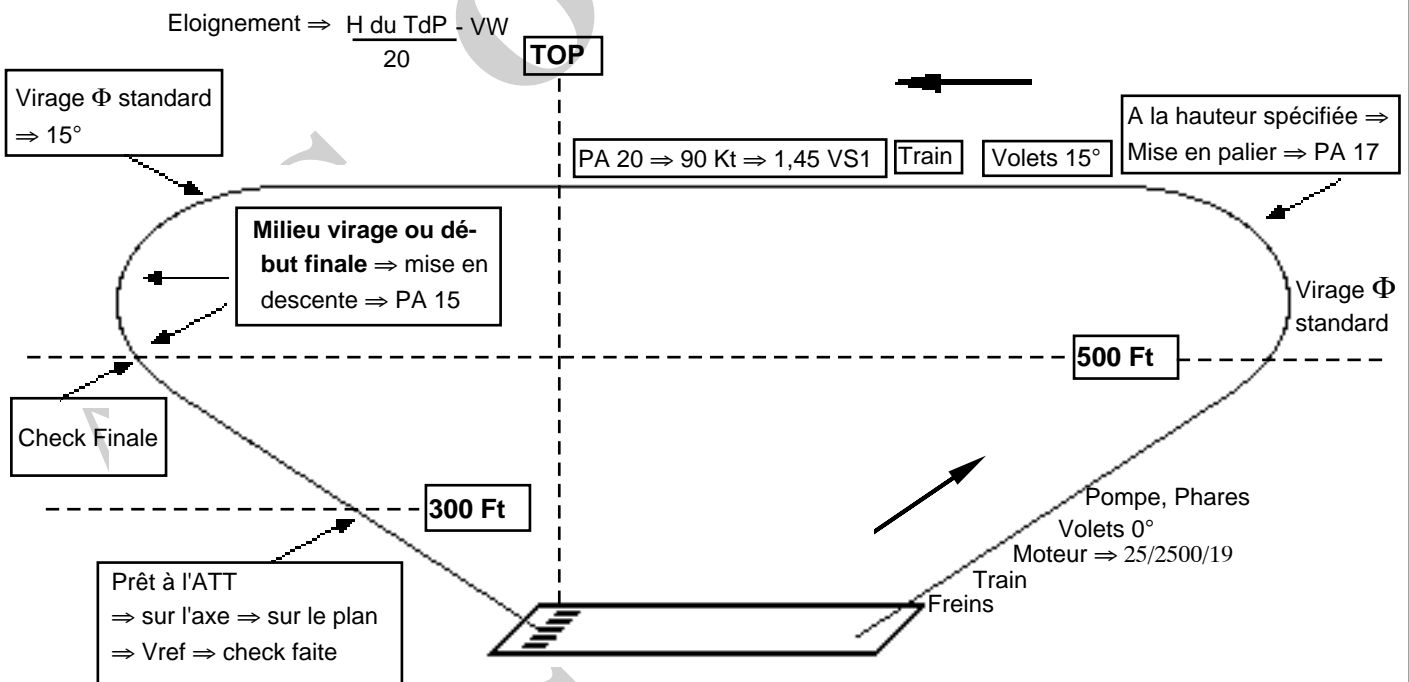 Eloignement ⇒ H du TdP - VW
20
TOP
Virage Φ standard
⇒ 15°
A la hauteur spécifiée ⇒
Mise en palier ⇒ PA 17
PA 20 ⇒ 90 Kt ⇒ 1,45 VS1
Train
Volets 15°
Milieu virage ou dé-
but finale ⇒ mise en
descente ⇒ PA 15
Virage Φ
standard
500 Ft
Check Finale
300 Ft
Pompe, Phares
Volets 0°
Moteur ⇒ 25/2500/19
Train
Freins
Prêt à l'ATT
⇒ sur l'axe ⇒ sur le plan
⇒ Vref ⇒ check faite